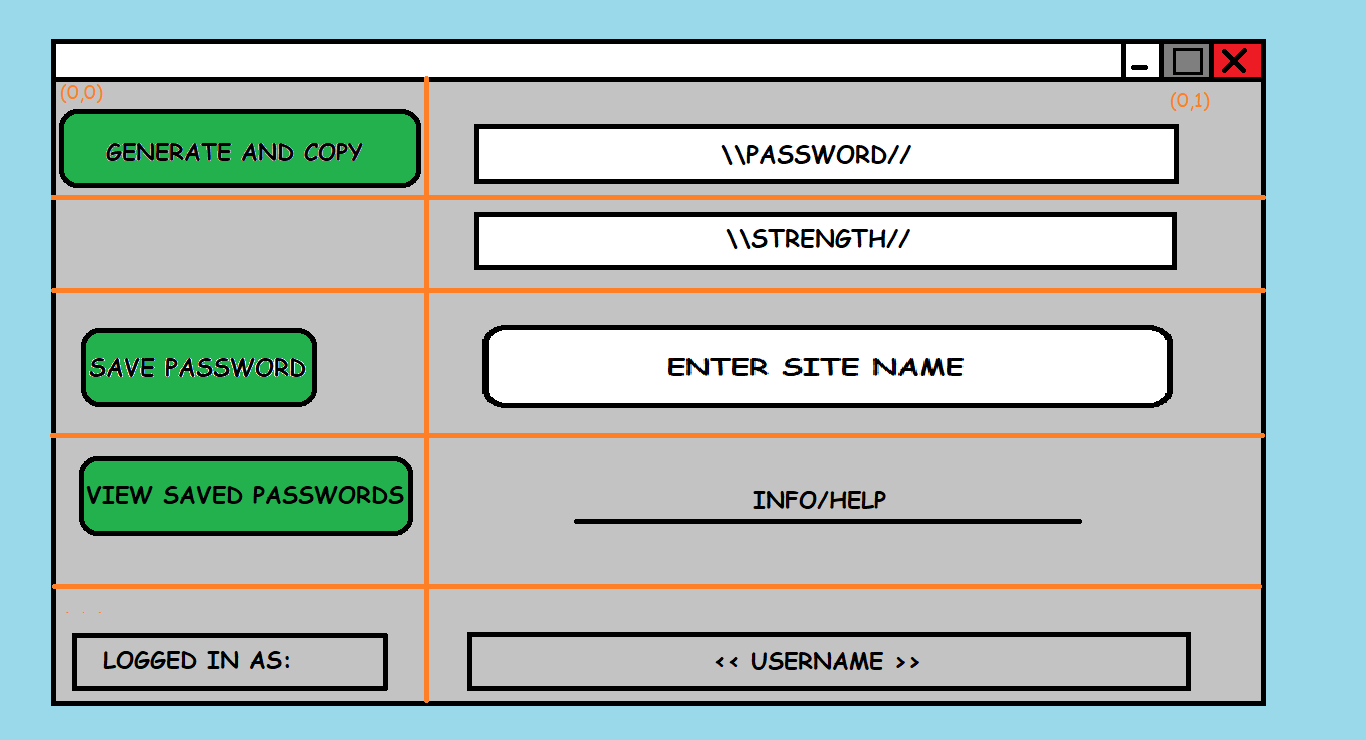 (0,0)
(0,1)
GENERATE AND COPY
\\PASSWORD//
\\STRENGTH//
SAVE PASSWORD
ENTER SITE NAME
VIEW SAVED PASSWORDS
INFO/HELP
. . .
LOGGED IN AS:
<< USERNAME >>